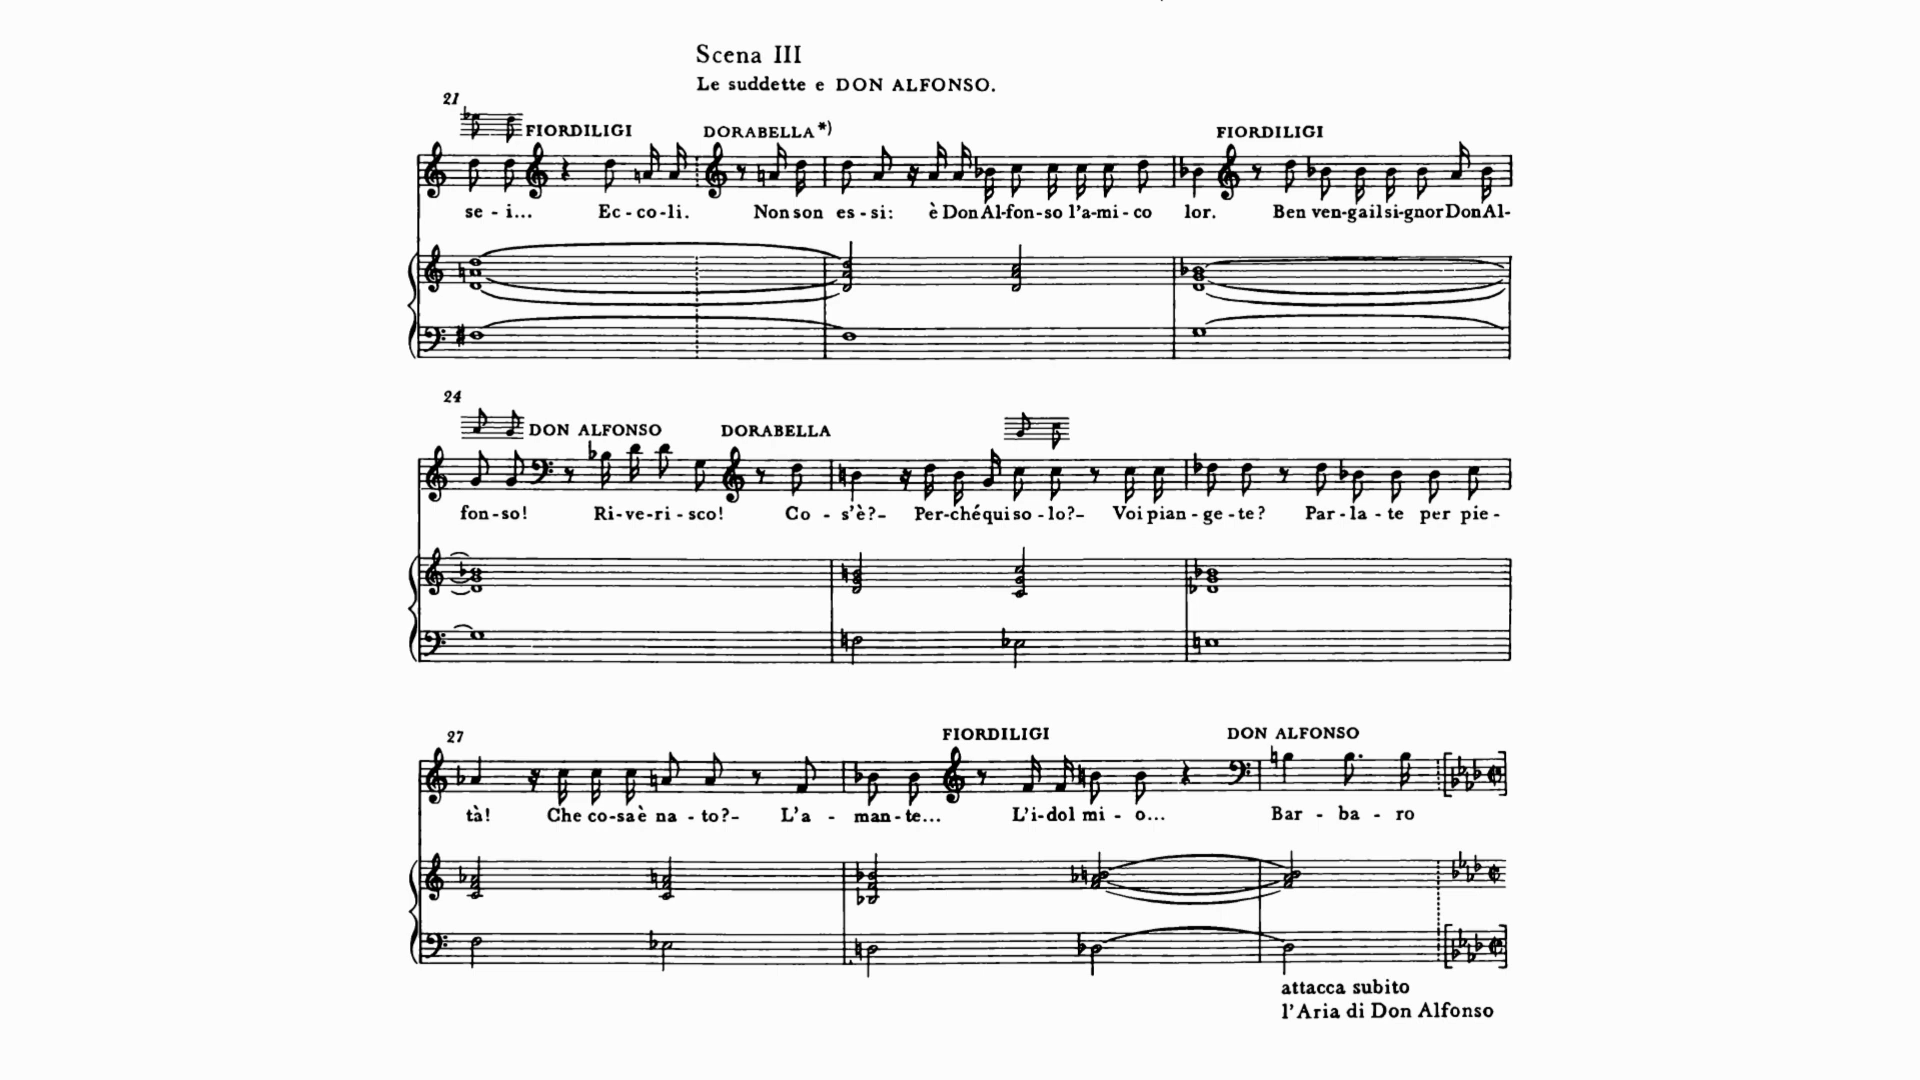 Scena III
Le suddette e DON ALFONSO.
21
FIORDILIGI DORABELLA*) FIORDILIGI
se - i... Ec - co - li. Non son es - si: è Don Al - fon - so l'a - mi - co lor. Ben ven - ga il si - gnor Don Al -
24
DON ALFONSO DORABELLA
fon - so! Ri - ve - ri - sco! Co - s'è? – Per - ché qui so - lo? – Voi pian - ge - te? Par - la - te per pie -
27
FIORDILIGI DON ALFONSO
tà! Che co - sa è na - to? – L'a - man - te... L'i - dol mi - o... Bar - ba - ro
attacca subito
l'Aria di Don Alfonso